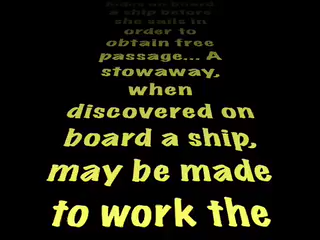 a ship before
she sails in
order to
obtain free
passage... A
stowaway,
when
discovered on
board a ship,
may be made
to work the